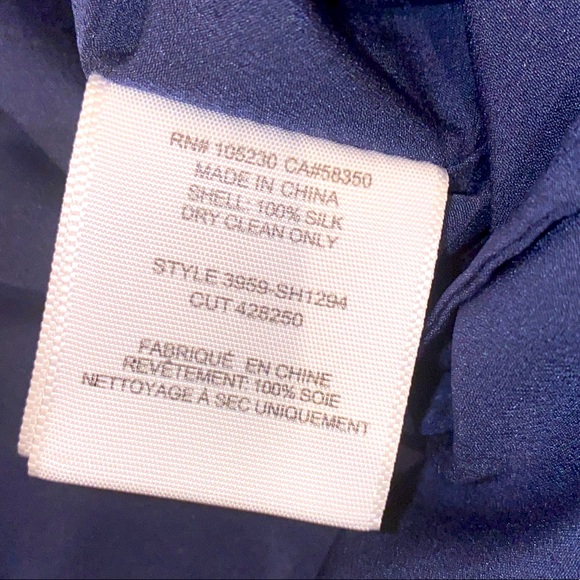 RN# 105230 CA#58350
MADE IN CHINA
SHELL: 100% SILK
DRY CLEAN ONLY
STYLE 3959-SH1294
CUT 428250
FABRIQUÉ EN CHINE
REVÊTEMENT: 100% SOIE
NETTOYAGE À SEC UNIQUEMENT